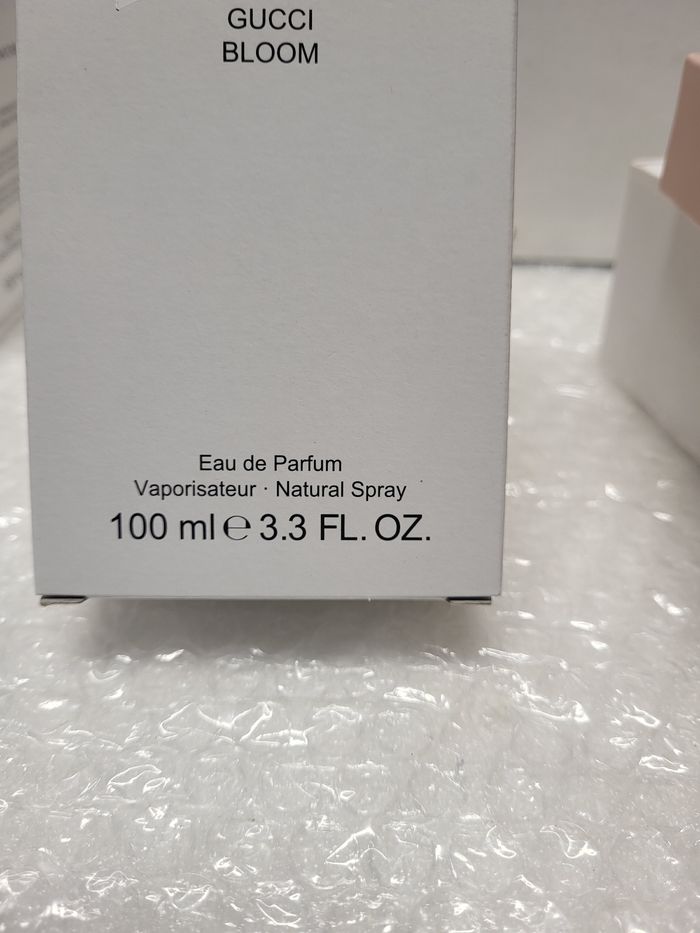 GUCCI
BLOOM
Eau de Parfum
Vaporisateur · Natural Spray
100 ml ℮ 3.3 FL. OZ.